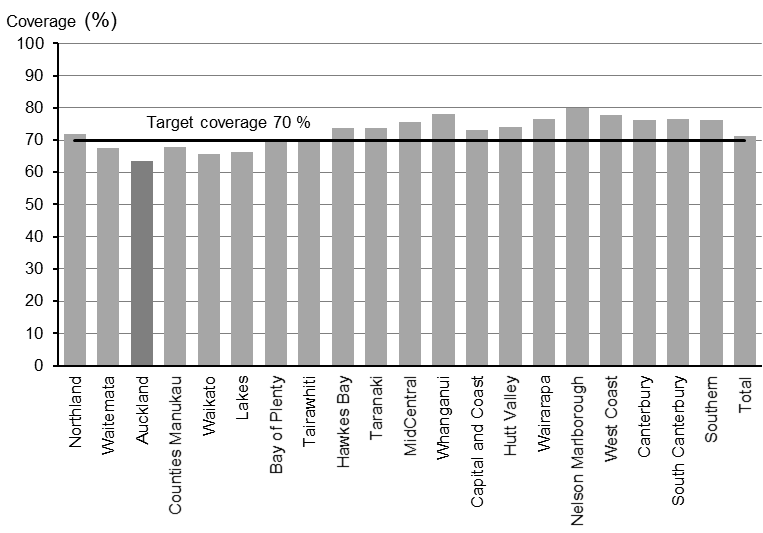 Coverage (%)
100
90
80
Target coverage 70 %
70
60
50
40
30
20
10
0
Northland
Waitemata
Auckland
Counties Manukau
Waikato
Lakes
Bay of Plenty
Tairawhiti
Hawkes Bay
Taranaki
MidCentral
Whanganui
Capital and Coast
Hutt Valley
Wairarapa
Nelson Marlborough
West Coast
Canterbury
South Canterbury
Southern
Total